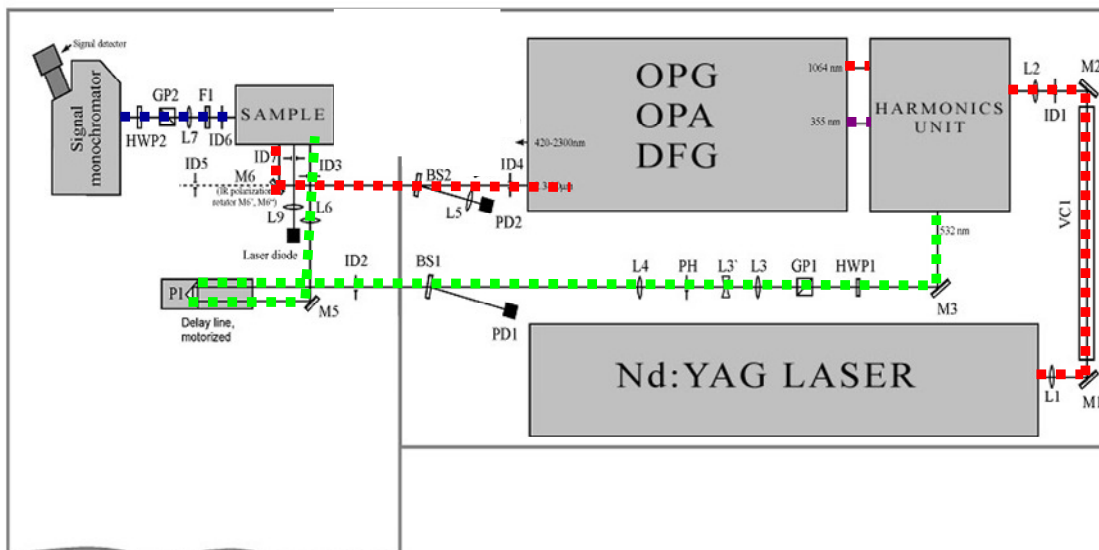 Signal detector
Signal
monochromator
HWP2
GP2
L7
F1
ID6
SAMPLE
ID5
M6
(IR polarization
rotator M6', M6")
ID7
ID3
L9
L6
Laser diode
P1
Delay line,
motorized
M5
ID2
BS1
PD1
BS2
L5
PD2
ID4
420-2300nm
OPG
OPA
DFG
1064 nm
355 nm
HARMONICS
UNIT
L2
ID1
M2
VC1
532 nm
L4
PH
L3`
L3
GP1
HWP1
M3
Nd:YAG LASER
L1
M1